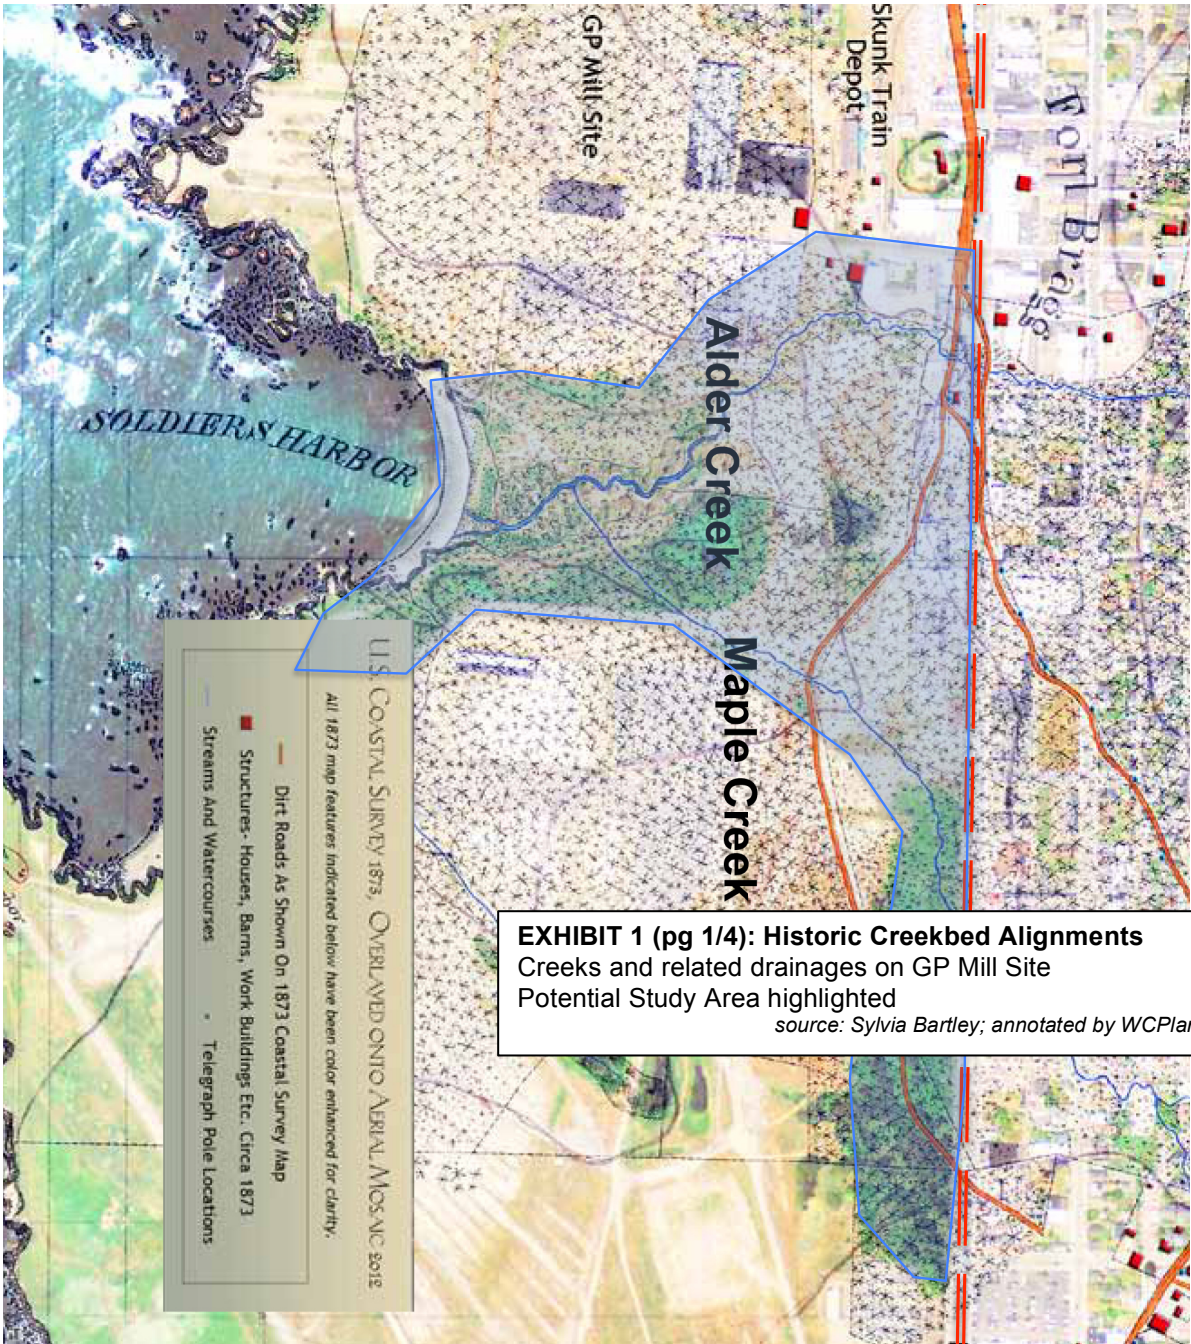 Skunk Train
Depot
GP Mill Site
Fort Bragg
Alder Creek
SOLDIERS HARBOR
Maple Creek
U.S. COASTAL SURVEY 1873, OVERLAYED ONTO AERIAL MOSAIC 2012
All 1873 map features indicated below have been color enhanced for clarity.
Dirt Roads As Shown On 1873 Coastal Survey Map
Structures- Houses, Barns, Work Buildings Etc. Circa 1873
Streams And Watercourses
Telegraph Pole Locations
EXHIBIT 1 (pg 1/4): Historic Creekbed Alignments
Creeks and related drainages on GP Mill Site
Potential Study Area highlighted
source: Sylvia Bartley; annotated by WCPlan